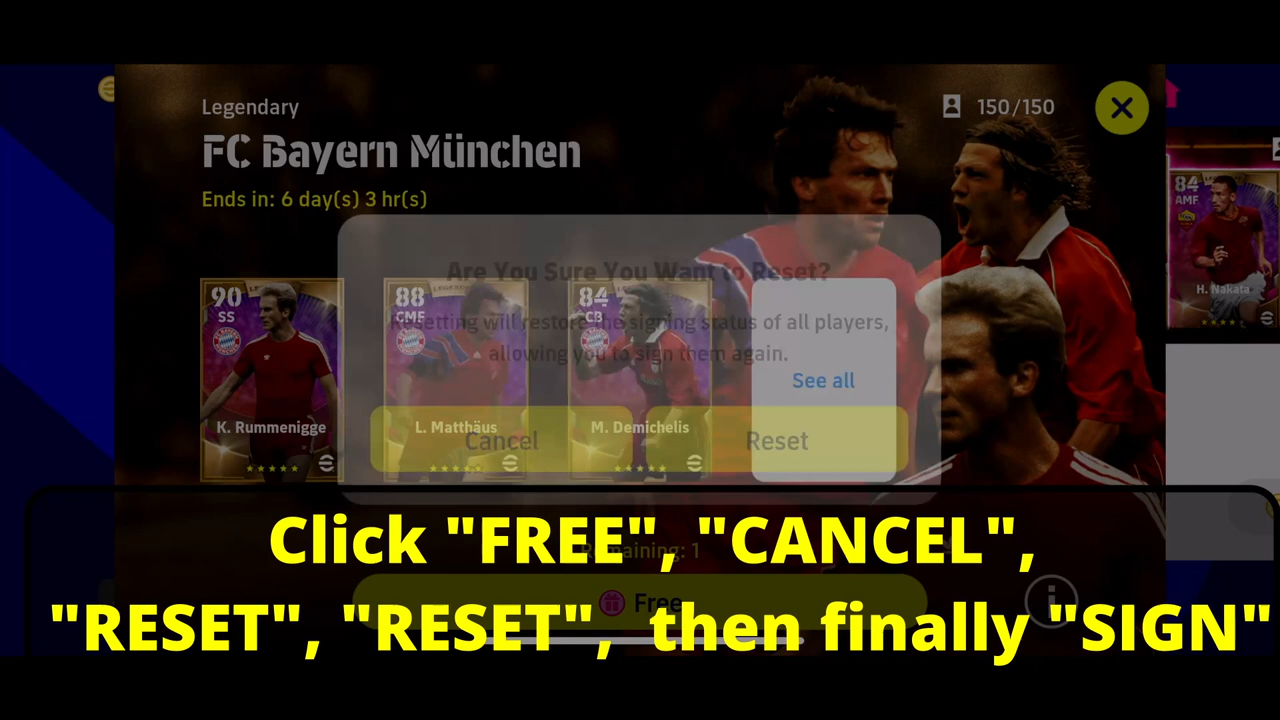 Legendary
150/150
FC Bayern München
Ends in: 6 day(s) 3 hr(s)
Are You Sure You Want to Reset?
Resetting will restore the signing status of all players,
allowing you to sign them again.
90
SS
K. Rummenigge
88
CMF
L. Matthäus
84
CB
M. Demichelis
See all
84
AMF
H. Nakata
Cancel
Reset
Click "FREE", "CANCEL",
Remaining: 1
Free
"RESET", "RESET", then finally "SIGN"